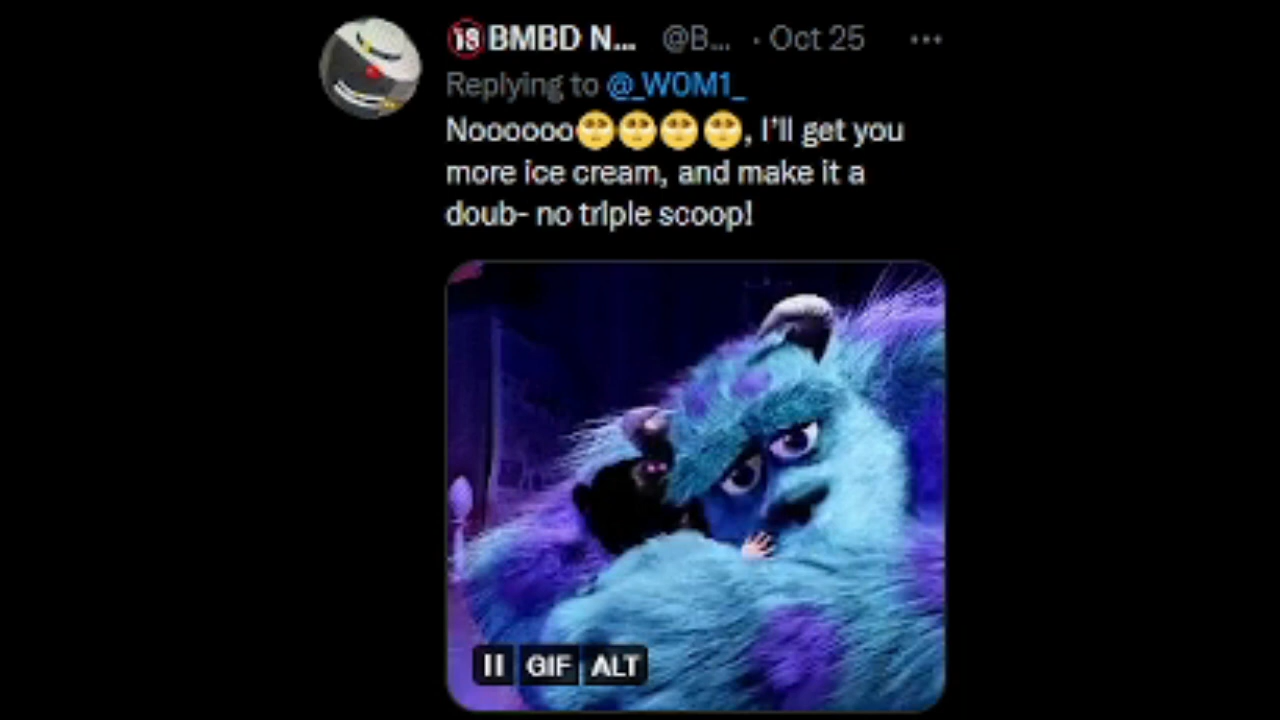 🔞BMBD N... @B... · Oct 25 ...
Replying to @_W0M1_
Noooooo🥺🥺🥺🥺, I'll get you
more ice cream, and make it a
doub- no triple scoop!
GIF ALT